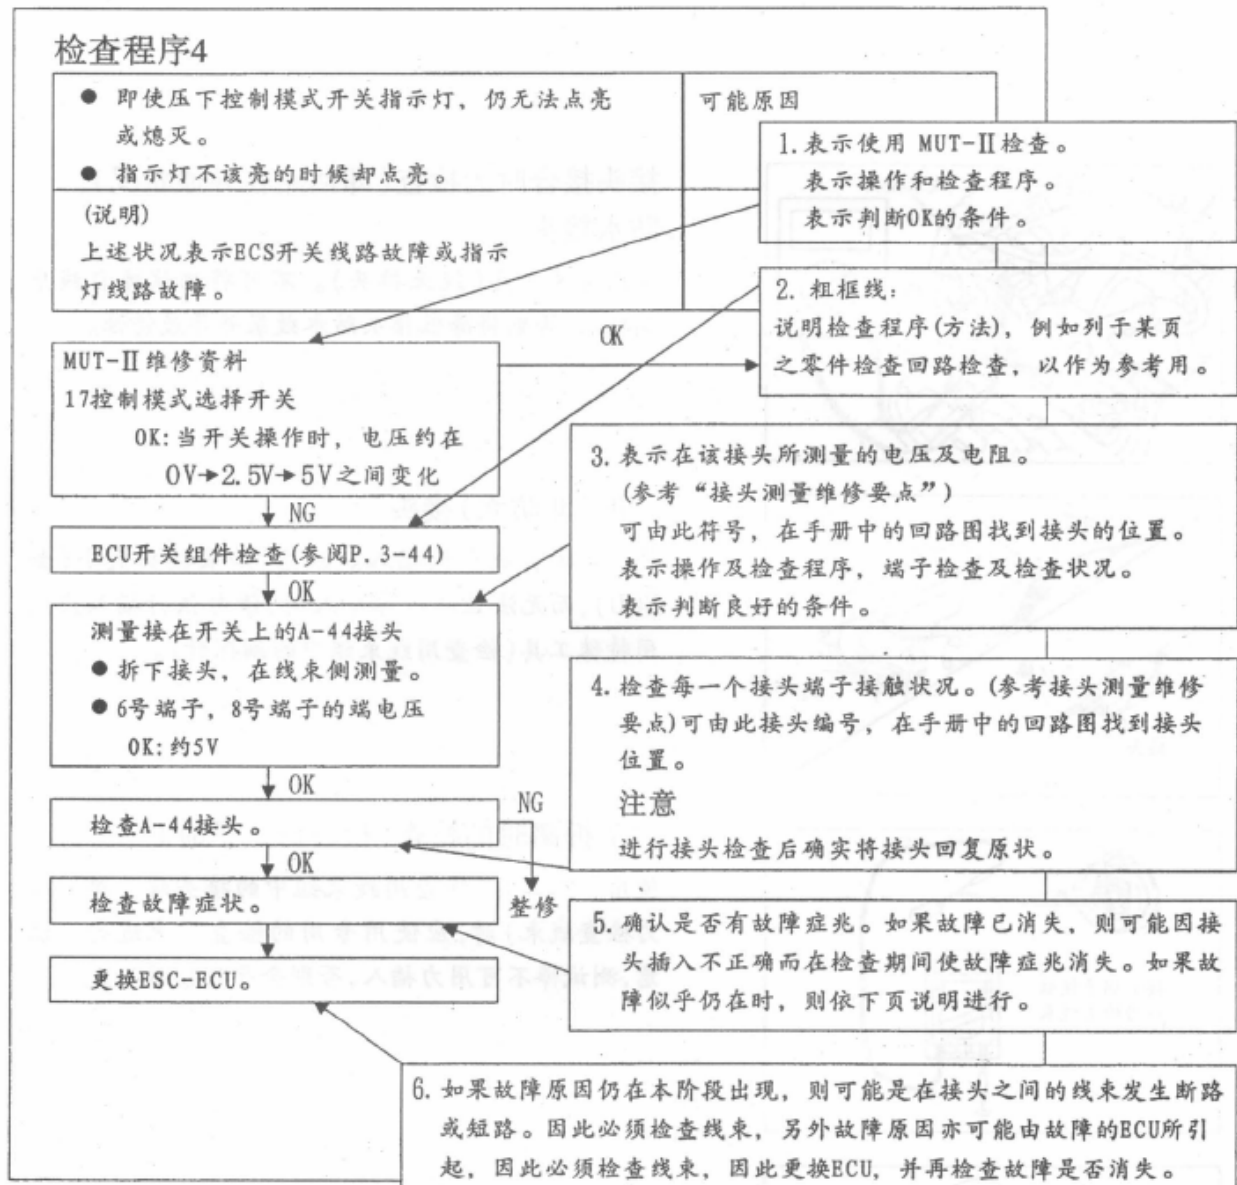 检查程序4
● 即使压下控制模式开关指示灯，仍无法点亮
或熄灭。
● 指示灯不该亮的时候却点亮。
(说明)
上述状况表示ECS开关线路故障或指示
灯线路故障。
可能原因
1.表示使用 MUT-Ⅱ检查。
表示操作和检查程序。
表示判断OK的条件。
2. 粗框线：
说明检查程序(方法)，例如列于某页
之零件检查回路检查，以作为参考用。
OK
MUT-Ⅱ维修资料
17控制模式选择开关
OK:当开关操作时，电压约在
0V→2.5V→5V之间变化
NG
ECU开关组件检查(参阅P.3-44)
OK
3. 表示在该接头所测量的电压及电阻。
(参考“接头测量维修要点”)
可由此符号，在手册中的回路图找到接头的位置。
表示操作及检查程序，端子检查及检查状况。
表示判断良好的条件。
测量接在开关上的A-44接头
● 拆下接头，在线束侧测量。
● 6号端子，8号端子的端电压
OK:约5V
OK
4. 检查每一个接头端子接触状况。(参考接头测量维修
要点)可由此接头编号，在手册中的回路图找到接头
位置。
注意
进行接头检查后确实将接头回复原状。
检查A-44接头。
NG
整修
OK
检查故障症状。
5. 确认是否有故障症兆。如果故障已消失，则可能因接
头插入不正确而在检查期间使故障症兆消失。如果故
障似乎仍在时，则依下页说明进行。
更换ESC-ECU。
6. 如果故障原因仍在本阶段出现，则可能是在接头之间的线束发生断路
或短路。因此必须检查线束，另外故障原因亦可能由故障的ECU所引
起，因此必须检查线束，因此更换ECU，并再检查故障是否消失。